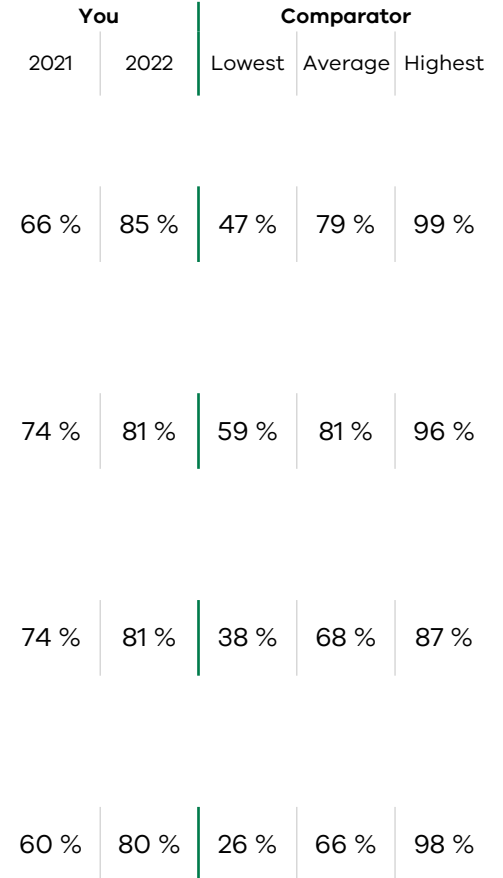 You Comparator
2021 2022 Lowest Average Highest
66 % 85 % 47 % 79 % 99 %
74 % 81 % 59 % 81 % 96 %
74 % 81 % 38 % 68 % 87 %
60 % 80 % 26 % 66 % 98 %